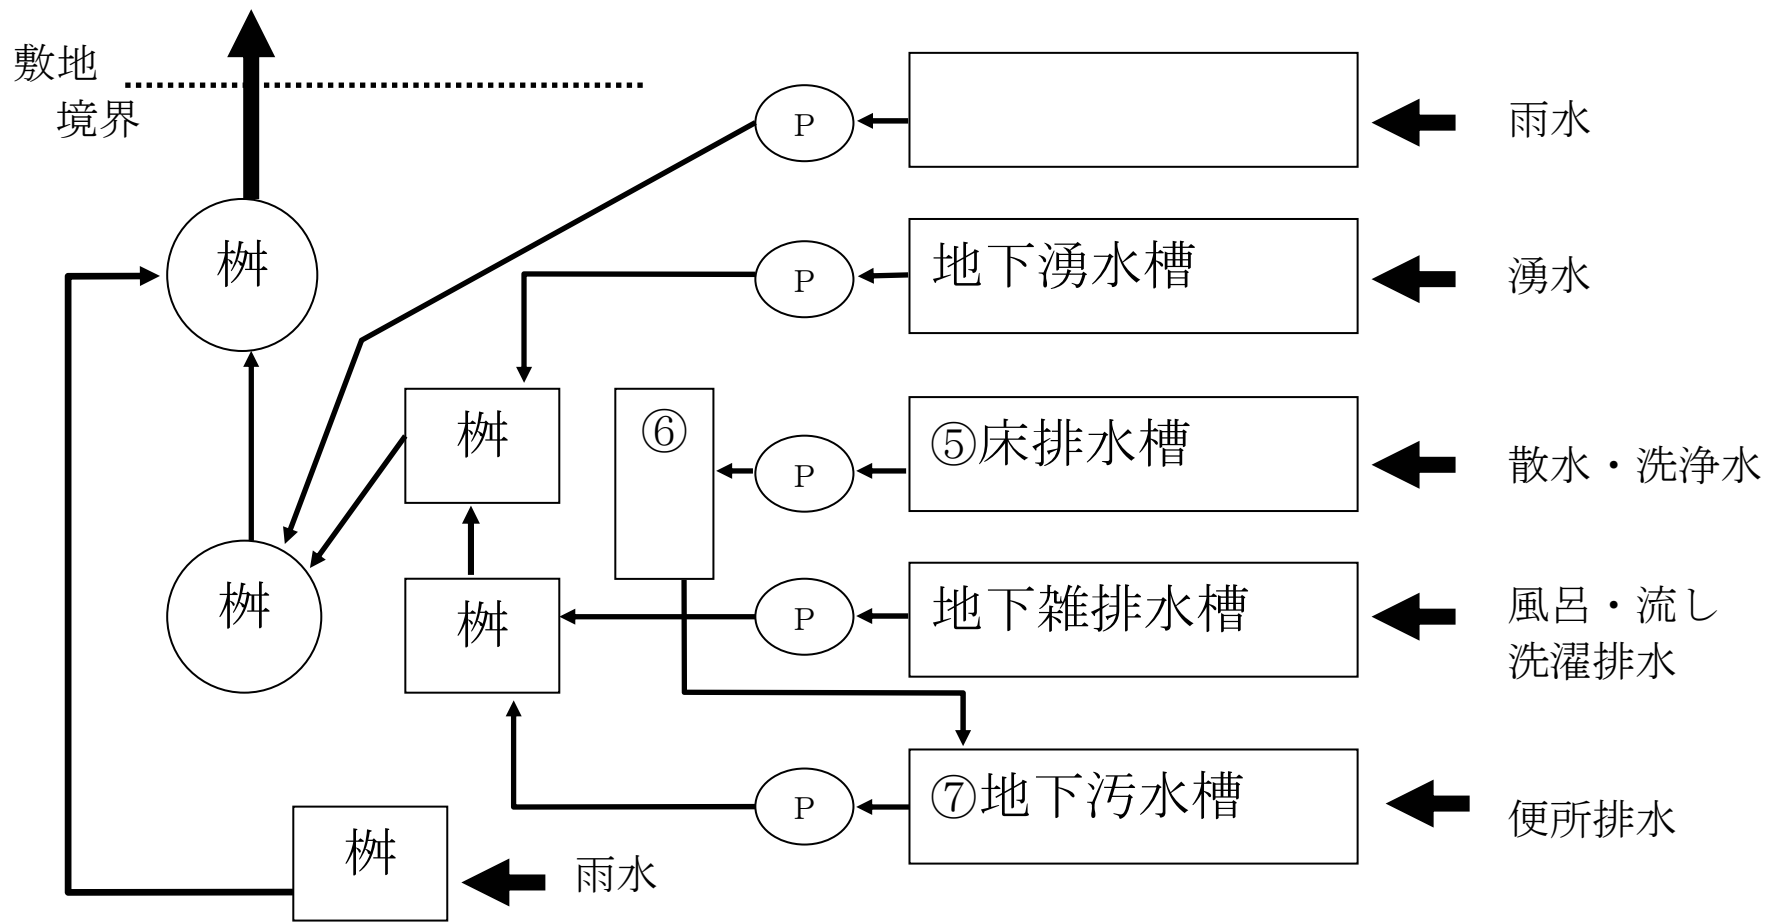 敷地
境界
P
雨水
桝
P
地下湧水槽
湧水
桝
⑥
P
⑤床排水槽
散水・洗浄水
桝
桝
P
地下雑排水槽
風呂・流し
洗濯排水
P
⑦地下汚水槽
便所排水
桝
雨水